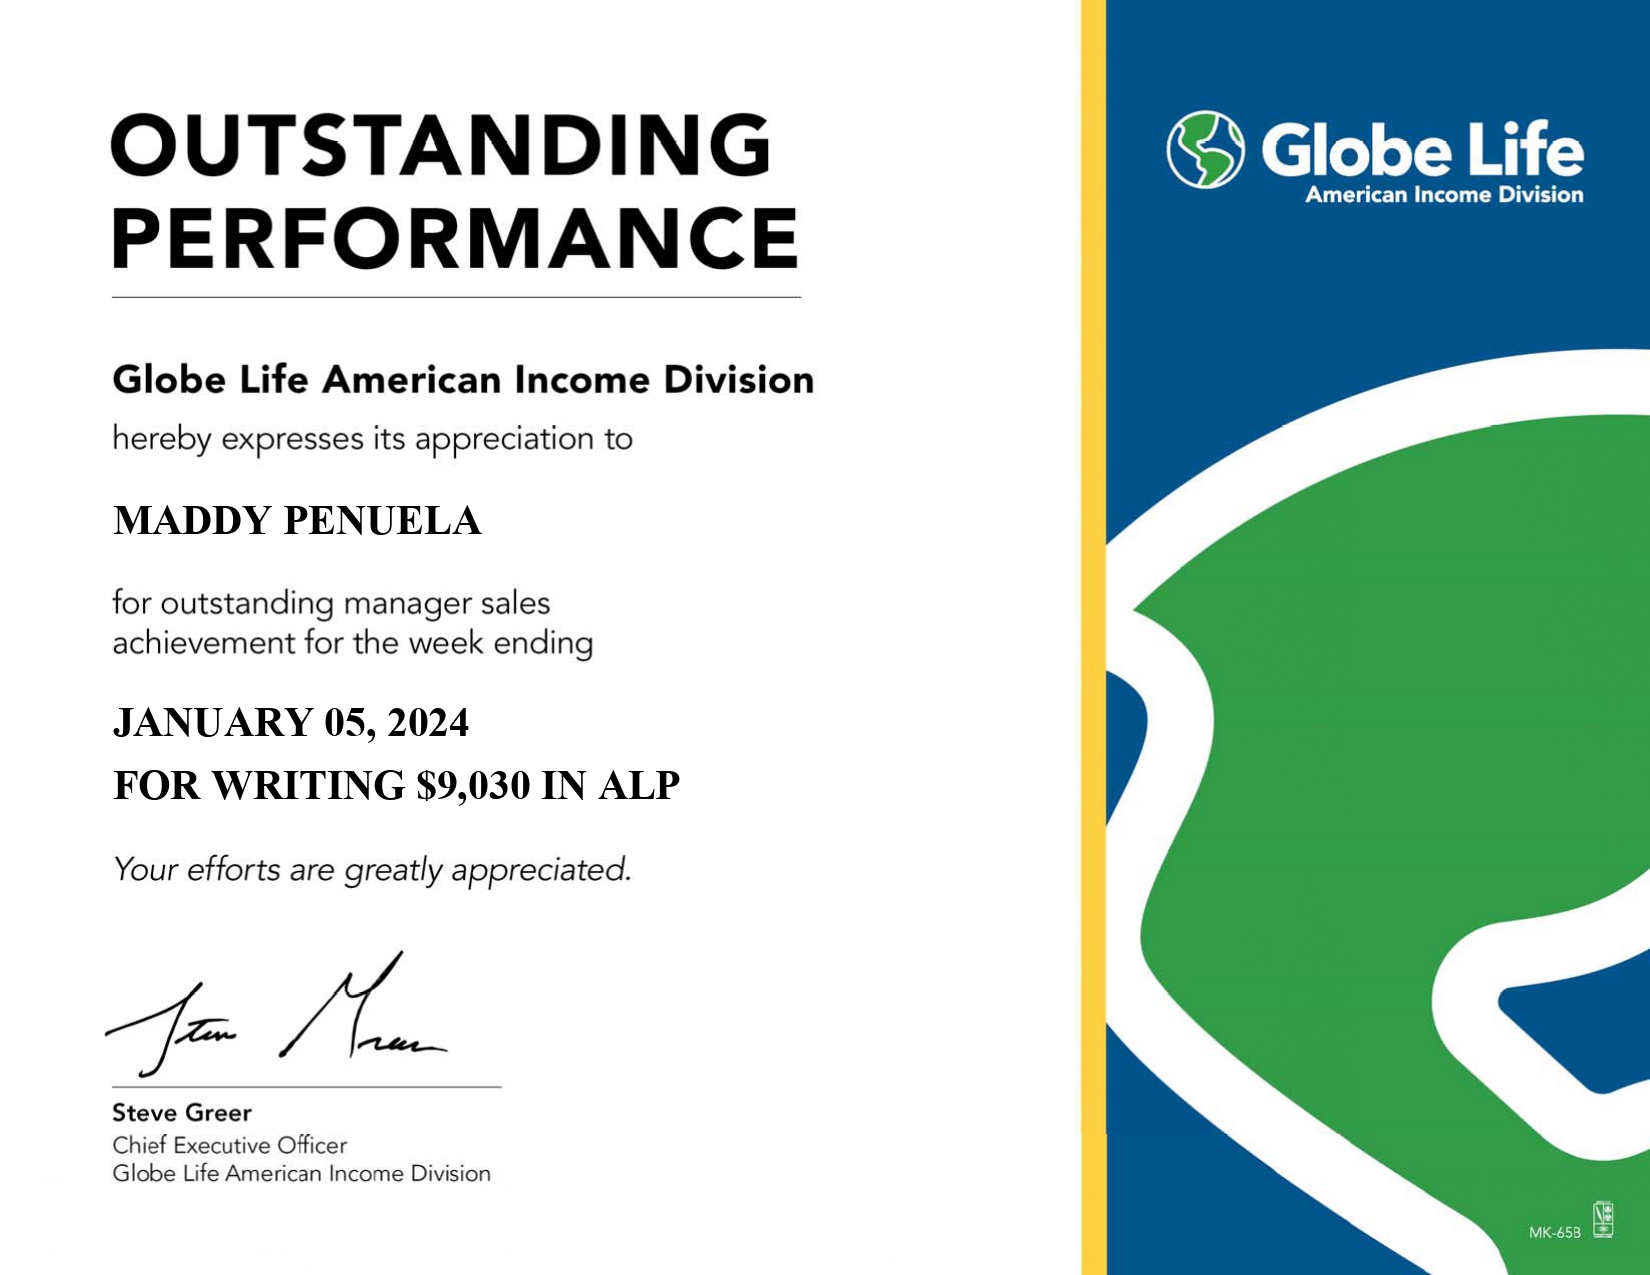 OUTSTANDING
PERFORMANCE
Globe Life American Income Division
hereby expresses its appreciation to
MADDY PENUELA
for outstanding manager sales
achievement for the week ending
JANUARY 05, 2024
FOR WRITING $9,030 IN ALP
Your efforts are greatly appreciated.
Steve Greer
Steve Greer
Chief Executive Officer
Globe Life American Income Division
Globe Life
American Income Division
MK-65B